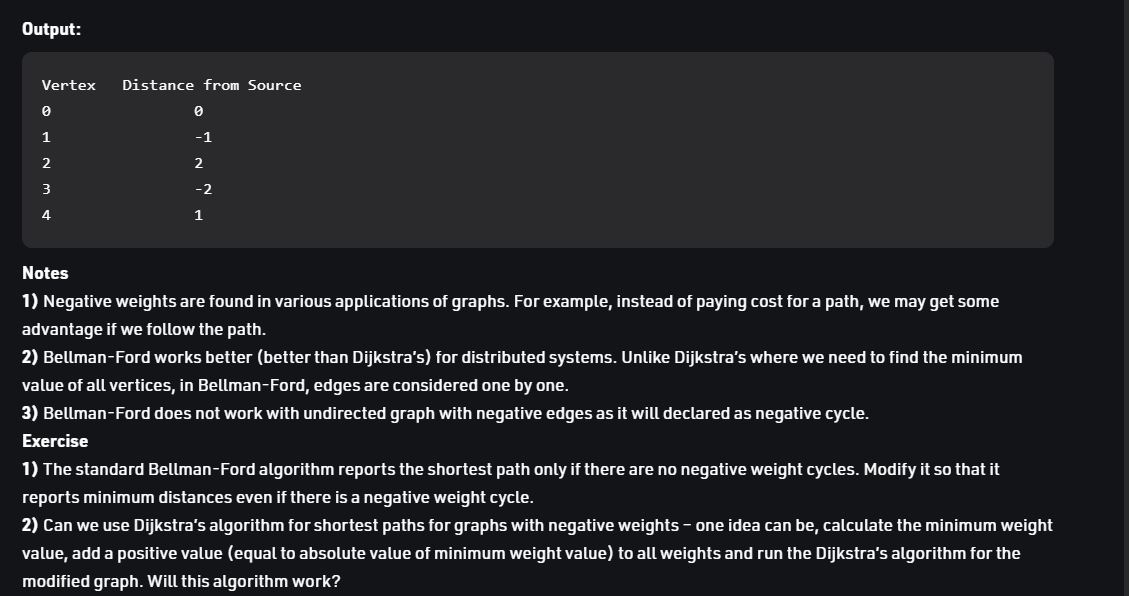 Output:
Vertex   Distance from Source
0                0
1                -1
2                2
3                -2
4                1
Notes
1) Negative weights are found in various applications of graphs. For example, instead of paying cost for a path, we may get some
advantage if we follow the path.
2) Bellman-Ford works better (better than Dijkstra’s) for distributed systems. Unlike Dijkstra’s where we need to find the minimum
value of all vertices, in Bellman-Ford, edges are considered one by one.
3) Bellman-Ford does not work with undirected graph with negative edges as it will declared as negative cycle.
Exercise
1) The standard Bellman-Ford algorithm reports the shortest path only if there are no negative weight cycles. Modify it so that it
reports minimum distances even if there is a negative weight cycle.
2) Can we use Dijkstra’s algorithm for shortest paths for graphs with negative weights – one idea can be, calculate the minimum weight
value, add a positive value (equal to absolute value of minimum weight value) to all weights and run the Dijkstra’s algorithm for the
modified graph. Will this algorithm work?